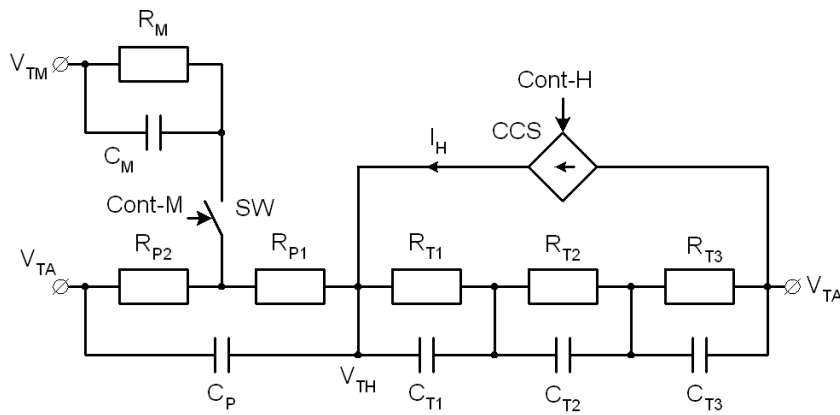 R_M
V_TM
Cont-H
C_M
I_H
CCS
Cont-M
SW
V_TA
R_P2
R_P1
R_T1
R_T2
R_T3
V_TA
C_P
V_TH
C_T1
C_T2
C_T3